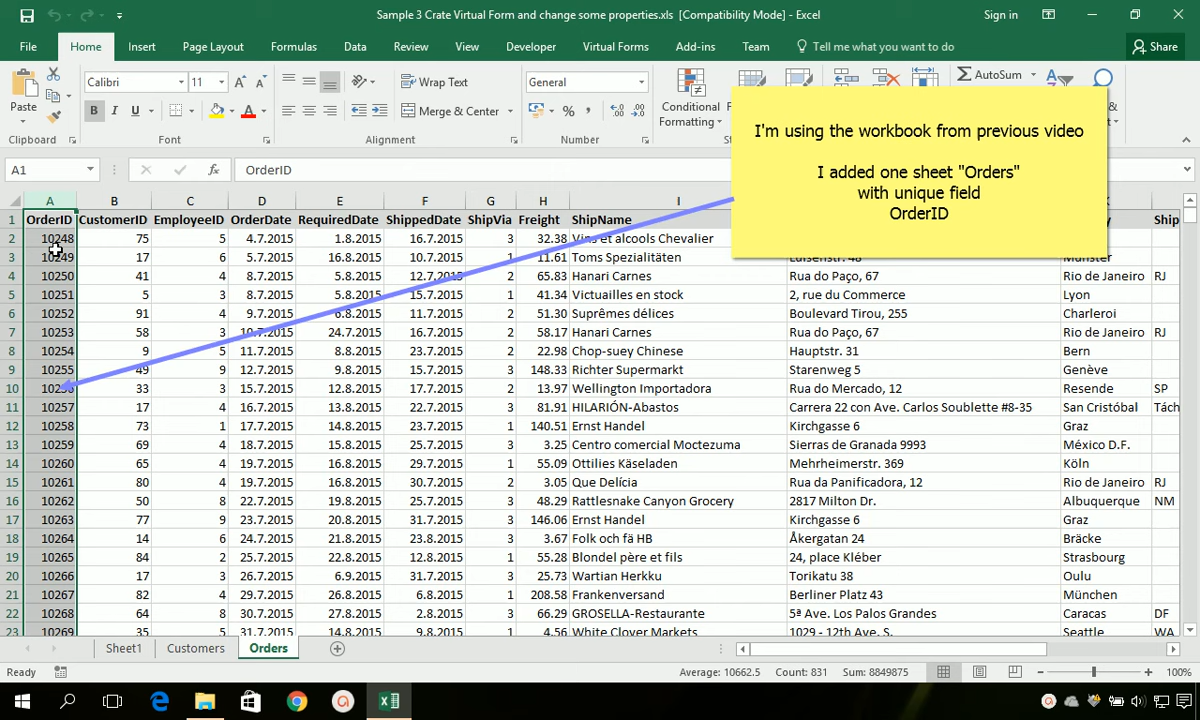 Sample 3 Crate Virtual Form and change some properties.xls [Compatibility Mode] - Excel
Sign in
File Home Insert Page Layout Formulas Data Review View Developer Virtual Forms Add-ins Team Tell me what you want to do Share
Paste
Calibri 11
B I U
Wrap Text
Merge & Center
General
Conditional
Formatting
AutoSum
Clipboard Font Alignment Number
I'm using the workbook from previous video
I added one sheet "Orders"
with unique field
OrderID
A1 fx OrderID
A B C D E F G H I
1 OrderID CustomerID EmployeeID OrderDate RequiredDate ShippedDate ShipVia Freight ShipName Ship
2 10248 75 5 4.7.2015 1.8.2015 16.7.2015 3 32.38 Vins et alcools Chevalier
3 10249 17 6 5.7.2015 16.8.2015 10.7.2015 1 11.61 Toms Spezialitäten Luisenstr. 48 Münster
4 10250 41 4 8.7.2015 5.8.2015 12.7.2015 2 65.83 Hanari Carnes Rua do Paço, 67 Rio de Janeiro RJ
5 10251 5 3 8.7.2015 5.8.2015 15.7.2015 1 41.34 Victuailles en stock 2, rue du Commerce Lyon
6 10252 91 4 9.7.2015 6.8.2015 11.7.2015 2 51.30 Suprêmes délices Boulevard Tirou, 255 Charleroi
7 10253 58 3 10.7.2015 24.7.2015 16.7.2015 2 58.17 Hanari Carnes Rua do Paço, 67 Rio de Janeiro RJ
8 10254 9 5 11.7.2015 8.8.2015 23.7.2015 2 22.98 Chop-suey Chinese Hauptstr. 31 Bern
9 10255 49 9 12.7.2015 9.8.2015 15.7.2015 3 148.33 Richter Supermarkt Starenweg 5 Genève
10 10256 33 3 15.7.2015 12.8.2015 17.7.2015 2 13.97 Wellington Importadora Rua do Mercado, 12 Resende SP
11 10257 17 4 16.7.2015 13.8.2015 22.7.2015 3 81.91 HILARIÓN-Abastos Carrera 22 con Ave. Carlos Soublette #8-35 San Cristóbal Tách
12 10258 73 1 17.7.2015 14.8.2015 23.7.2015 1 140.51 Ernst Handel Kirchgasse 6 Graz
13 10259 69 4 18.7.2015 15.8.2015 25.7.2015 3 3.25 Centro comercial Moctezuma Sierras de Granada 9993 México D.F.
14 10260 65 4 19.7.2015 16.8.2015 29.7.2015 1 55.09 Ottilies Käseladen Mehrheimerstr. 369 Köln
15 10261 80 4 19.7.2015 16.8.2015 30.7.2015 2 3.05 Que Delícia Rua da Panificadora, 12 Rio de Janeiro RJ
16 10262 50 8 22.7.2015 19.8.2015 25.7.2015 3 48.29 Rattlesnake Canyon Grocery 2817 Milton Dr. Albuquerque NM
17 10263 77 9 23.7.2015 20.8.2015 31.7.2015 3 146.06 Ernst Handel Kirchgasse 6 Graz
18 10264 14 6 24.7.2015 21.8.2015 23.8.2015 3 3.67 Folk och fä HB Åkergatan 24 Bräcke
19 10265 84 2 25.7.2015 22.8.2015 12.8.2015 1 55.28 Blondel père et fils 24, place Kléber Strasbourg
20 10266 17 3 26.7.2015 6.9.2015 31.7.2015 3 25.73 Wartian Herkku Torikatu 38 Oulu
21 10267 82 4 29.7.2015 26.8.2015 6.8.2015 1 208.58 Frankenversand Berliner Platz 43 München
22 10268 64 8 30.7.2015 27.8.2015 2.8.2015 3 66.29 GROSELLA-Restaurante 5ª Ave. Los Palos Grandes Caracas DF
23 10269 35 5 31.7.2015 14.8.2015 9.8.2015 1 4.56 White Clover Markets 1029 - 12th Ave. S. Seattle WA
Sheet1 Customers Orders
Ready Average: 10662.5 Count: 831 Sum: 8849875 100%